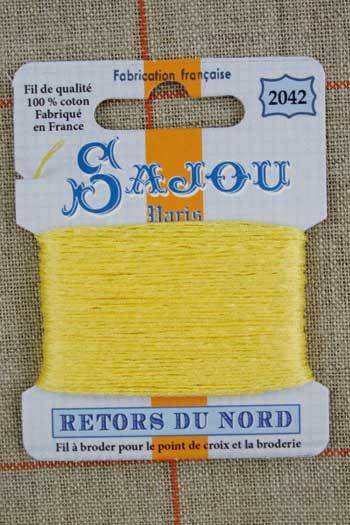 Fabrication française
Fil de qualité
100 % coton
Fabriqué
en France
2042
SAJOU
Paris
RETORS DU NORD
Fil à broder pour le point de croix et la broderie